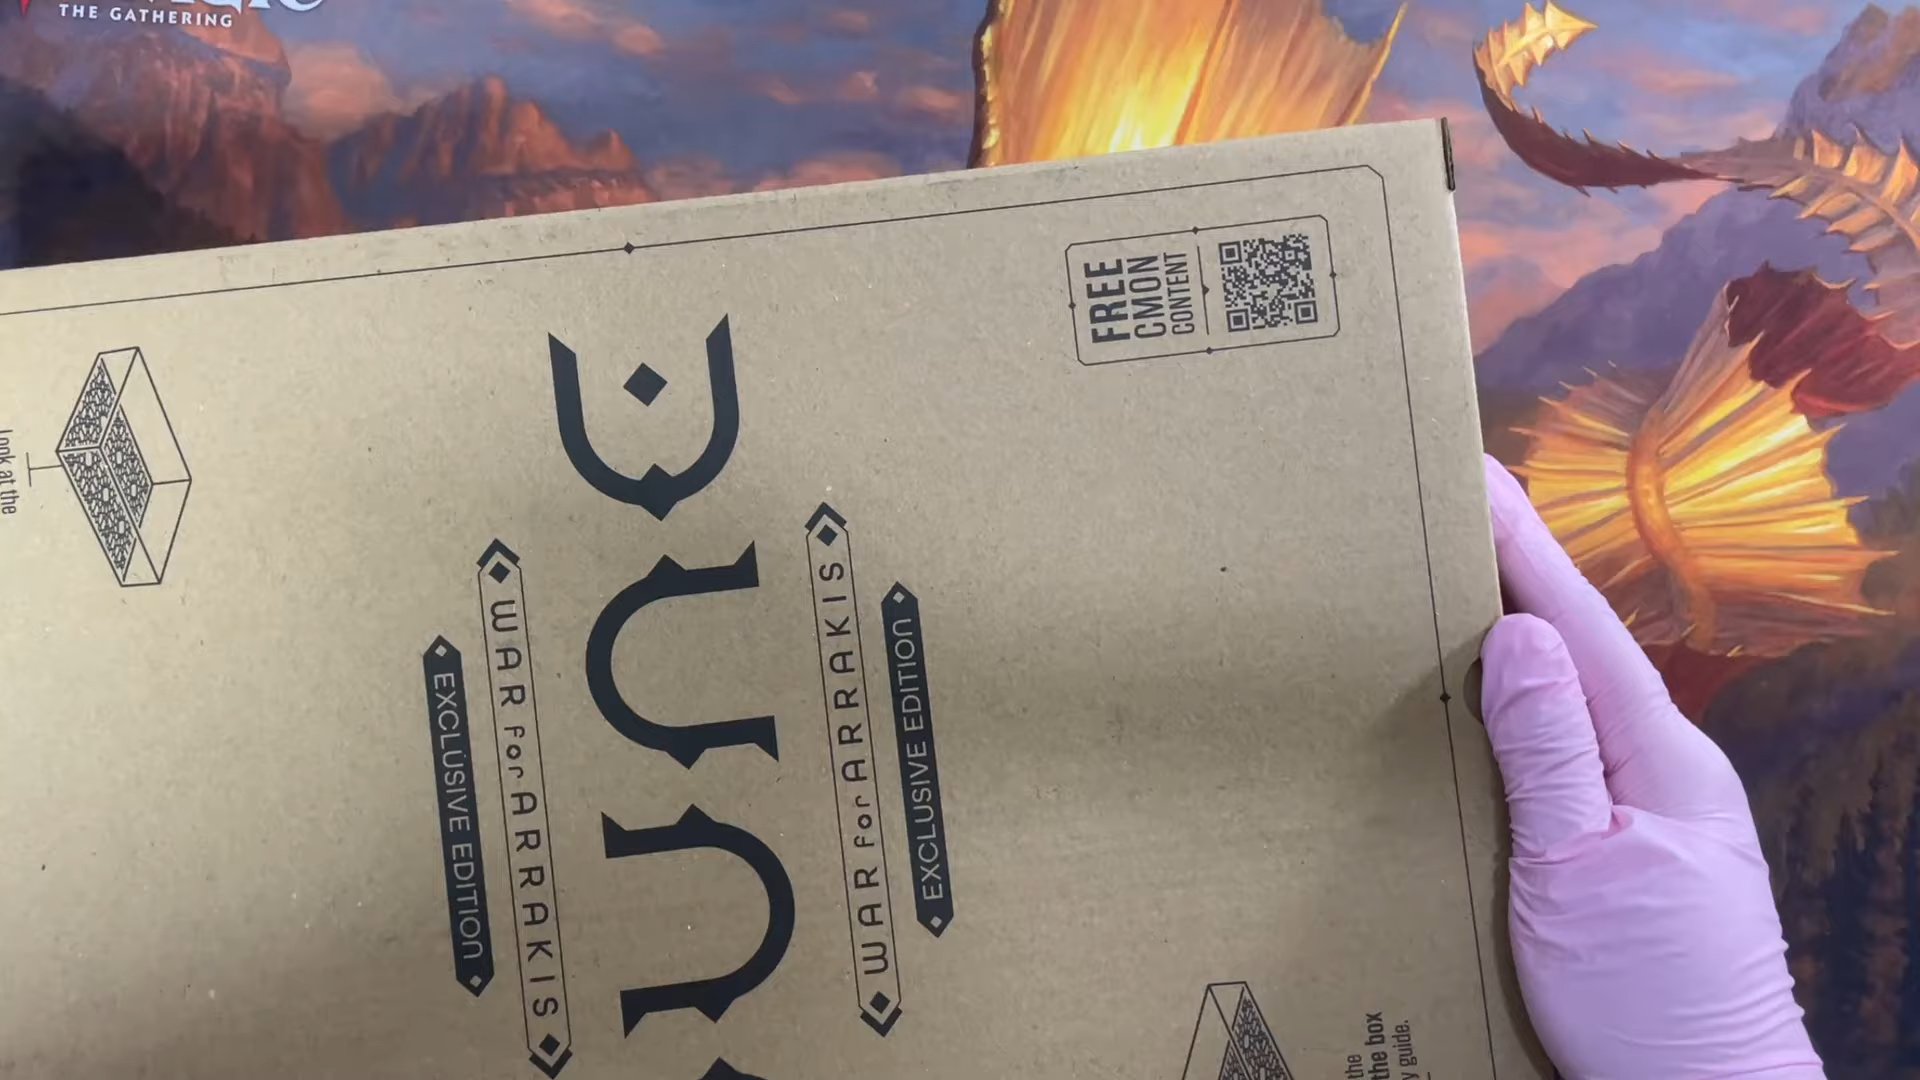 THE GATHERING
FREE
CMON
CONTENT
WAR for ARRAKIS
EXCLUSIVE EDITION
WAR for ARRAKIS
EXCLUSIVE EDITION
Look at the
the
the box
guide.